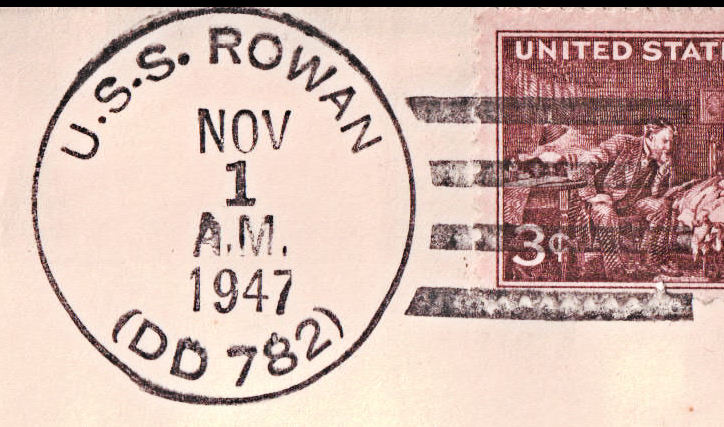 U.S.S. ROWAN
NOV
1
A.M.
1947
(DD 782)
UNITED STAT
3¢